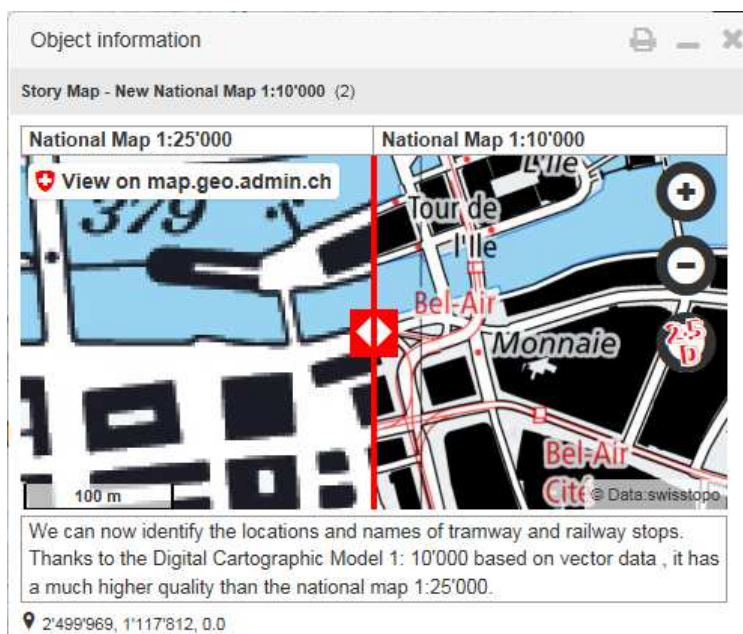 Object information
Story Map - New National Map 1:10'000 (2)
National Map 1:25'000
National Map 1:10'000
View on map.geo.admin.ch
379
L'Ile
Tour de
l'Ile
Bel-Air
Monnaie
2.5
D
Bel-Air
Cité
100 m
© Data:swisstopo
We can now identify the locations and names of tramway and railway stops.
Thanks to the Digital Cartographic Model 1: 10'000 based on vector data , it has
a much higher quality than the national map 1:25'000.
2'499'969, 1'117'812, 0.0